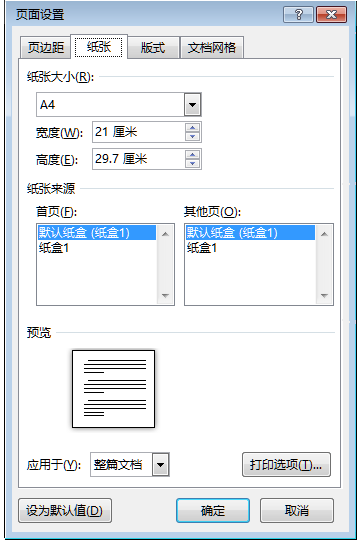 页面设置
页边距 纸张 版式 文档网格
纸张大小(R):
A4
宽度(W): 21 厘米
高度(E): 29.7 厘米
纸张来源
首页(F): 其他页(O):
默认纸盒 (纸盒1) 默认纸盒 (纸盒1)
纸盒1 纸盒1
预览
应用于(Y): 整篇文档 打印选项(T)...
设为默认值(D) 确定 取消